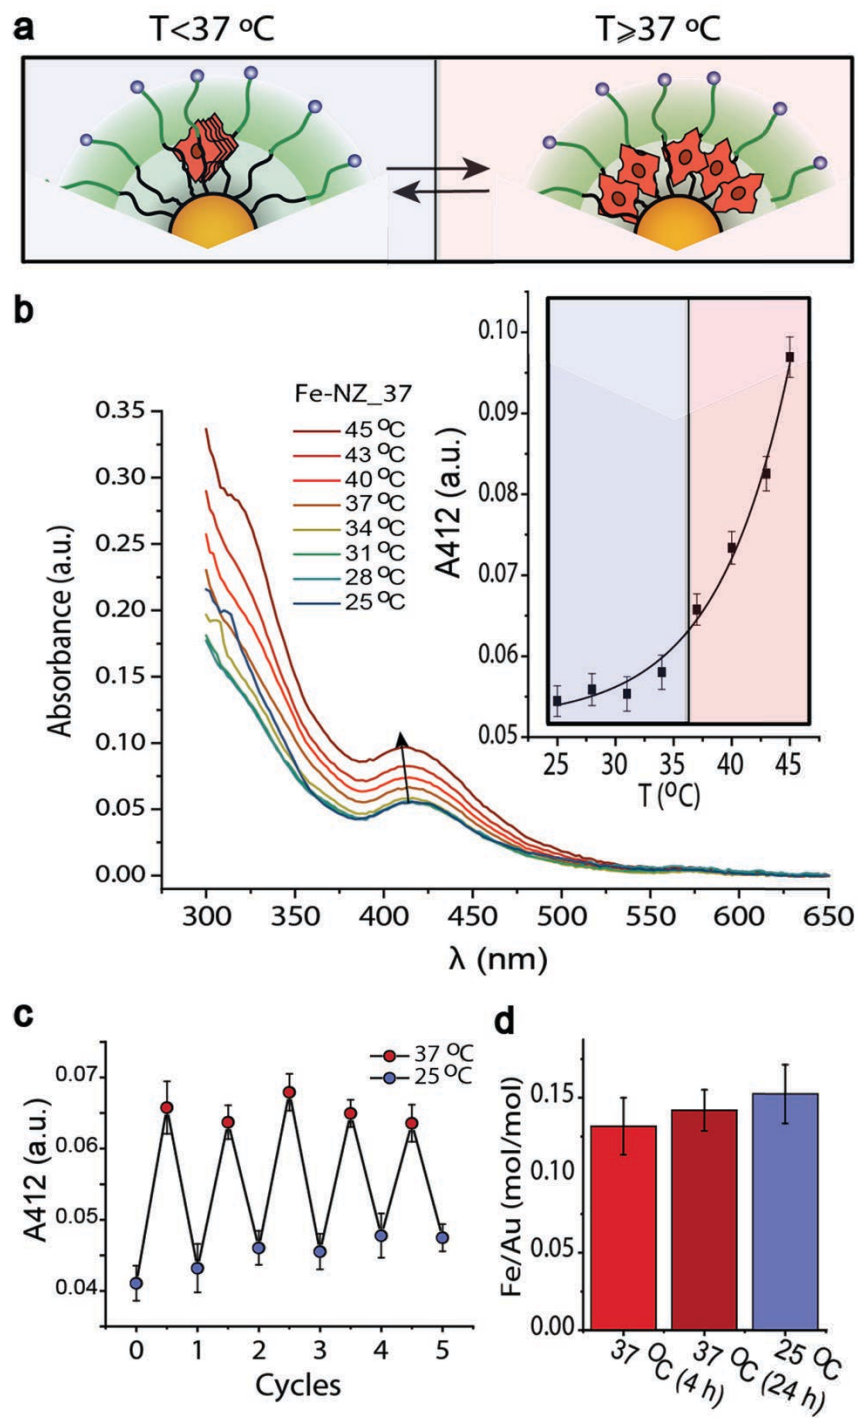 a
T<37 ºC
T⩾37 ºC
b
Fe-NZ_37
45 ºC
43 ºC
40 ºC
37 ºC
34 ºC
31 ºC
28 ºC
25 ºC
Absorbance (a.u.)
0.35
0.30
0.25
0.20
0.15
0.10
0.05
0.00
300
350
400
450
500
550
600
650
λ (nm)
A412 (a.u.)
0.10
0.09
0.08
0.07
0.06
0.05
25
30
35
40
45
T (ºC)
c
37 ºC
25 ºC
A412 (a.u.)
0.07
0.06
0.05
0.04
0
1
2
3
4
5
Cycles
d
Fe/Au (mol/mol)
0.15
0.10
0.05
0.00
37 ºC (4 h)
37 ºC (24 h)
25 ºC